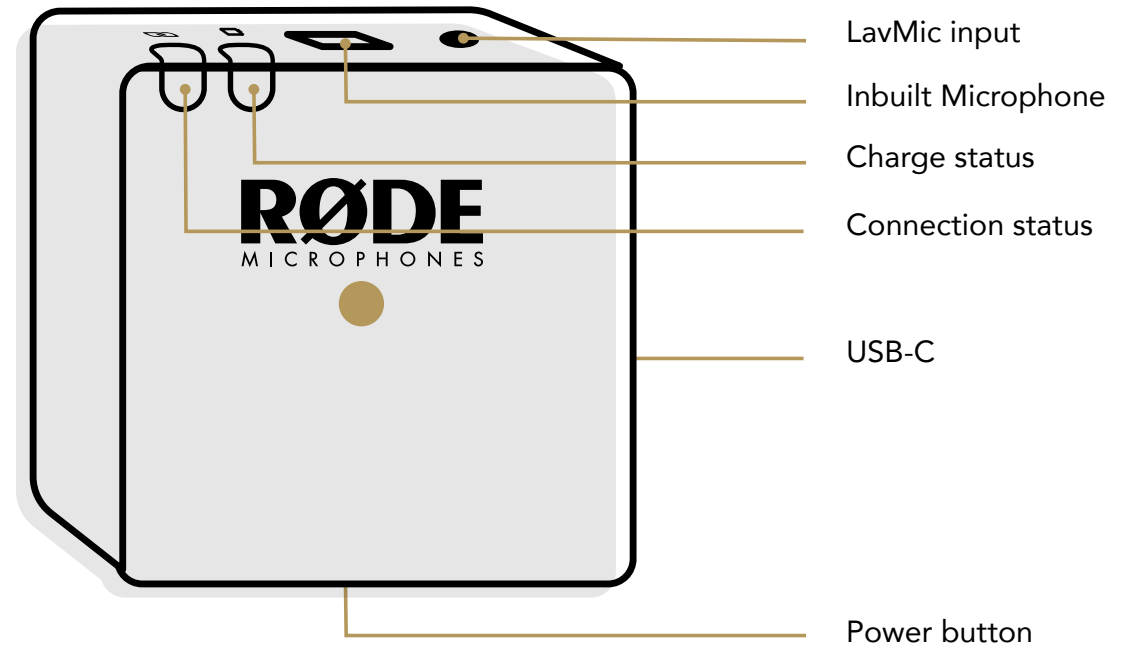 LavMic input
Inbuilt Microphone
Charge status
Connection status
RØDE
MICROPHONES
USB-C
Power button